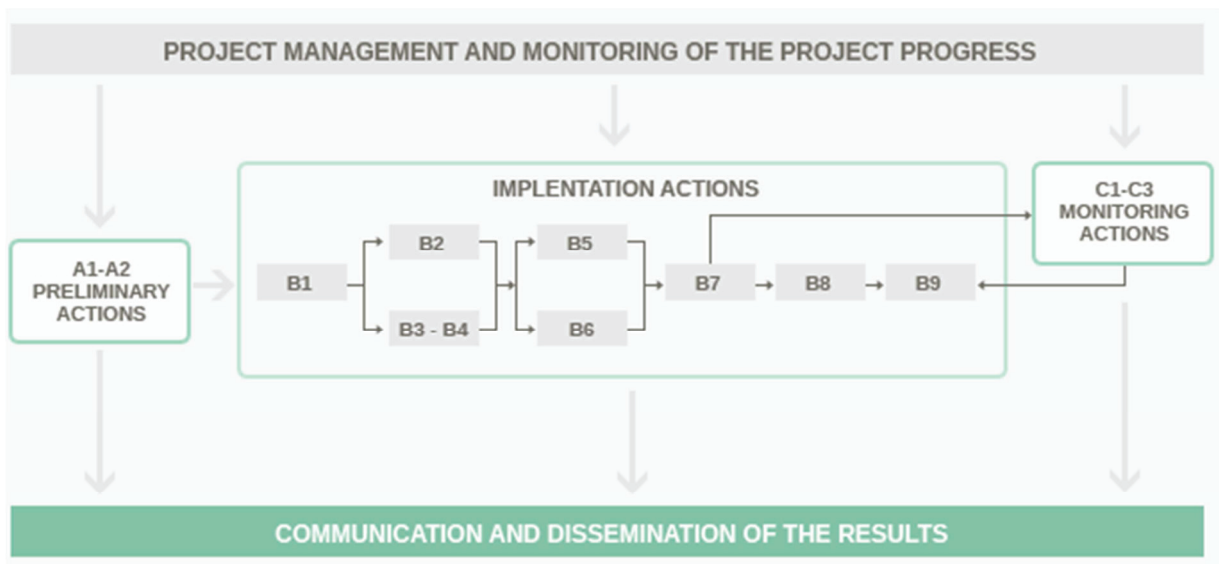 PROJECT MANAGEMENT AND MONITORING OF THE PROJECT PROGRESS
IMPLENTATION ACTIONS
C1-C3
MONITORING
ACTIONS
A1-A2
PRELIMINARY
ACTIONS
B1
B2
B3 - B4
B5
B6
B7
B8
B9
COMMUNICATION AND DISSEMINATION OF THE RESULTS